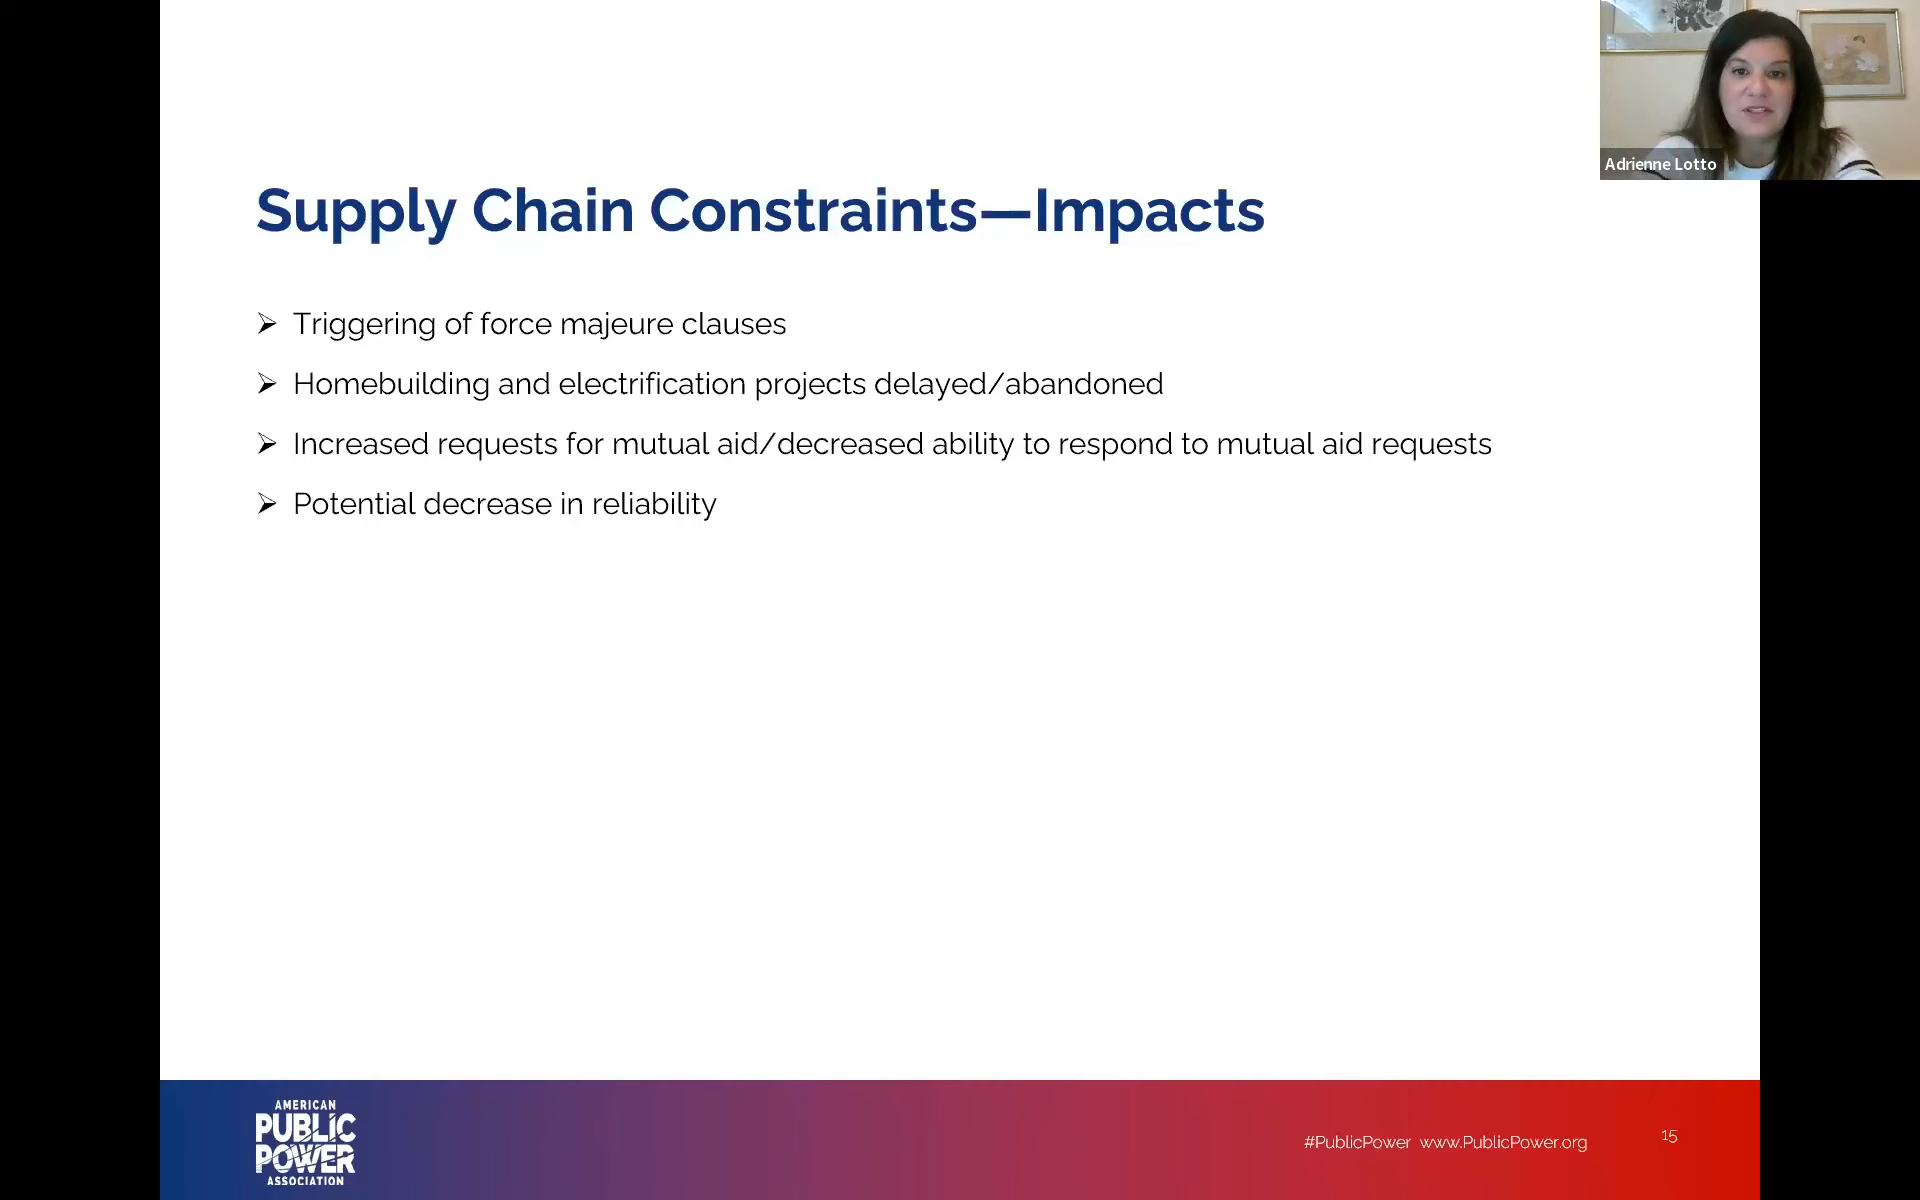 Adrienne Lotto
Supply Chain Constraints—Impacts
➢ Triggering of force majeure clauses
➢ Homebuilding and electrification projects delayed/abandoned
➢ Increased requests for mutual aid/decreased ability to respond to mutual aid requests
➢ Potential decrease in reliability
AMERICAN
PUBLIC
POWER
ASSOCIATION
#PublicPower www.PublicPower.org
15